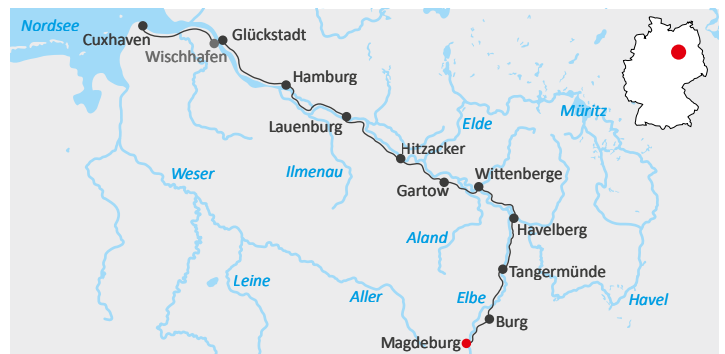 Nordsee
Cuxhaven
Glückstadt
Wischhafen
Hamburg
Lauenburg
Elde
Müritz
Hitzacker
Weser
Ilmenau
Wittenberge
Gartow
Havelberg
Aland
Tangermünde
Leine
Aller
Elbe
Havel
Burg
Magdeburg